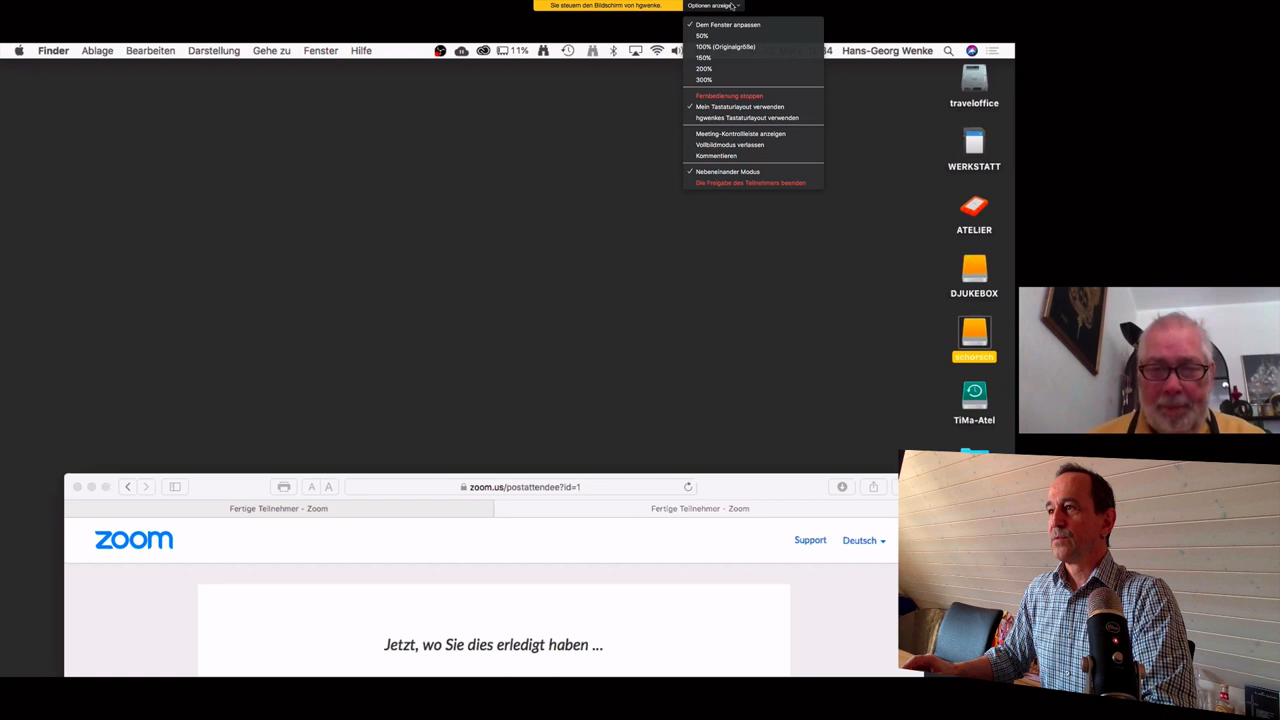 Sie steuern den Bildschirm von hgwenke.
Optionen anzeigen
Dem Fenster anpassen
50%
100% (Originalgröße)
150%
200%
300%
Fernbedienung stoppen
Mein Tastaturlayout verwenden
hgwenkes Tastaturlayout verwenden
Meeting-Kontrollleiste anzeigen
Vollbildmodus verlassen
Kommentieren
Nebeneinander Modus
Die Freigabe des Teilnehmers beenden
Finder Ablage Bearbeiten Darstellung Gehe zu Fenster Hilfe 11% Hans-Georg Wenke
traveloffice
WERKSTATT
ATELIER
DJUKEBOX
schorsch
TiMa-Atel
A A zoom.us/postattendee?id=1
Fertige Teilnehmer - Zoom Fertige Teilnehmer - Zoom
zoom Support Deutsch
Jetzt, wo Sie dies erledigt haben ...